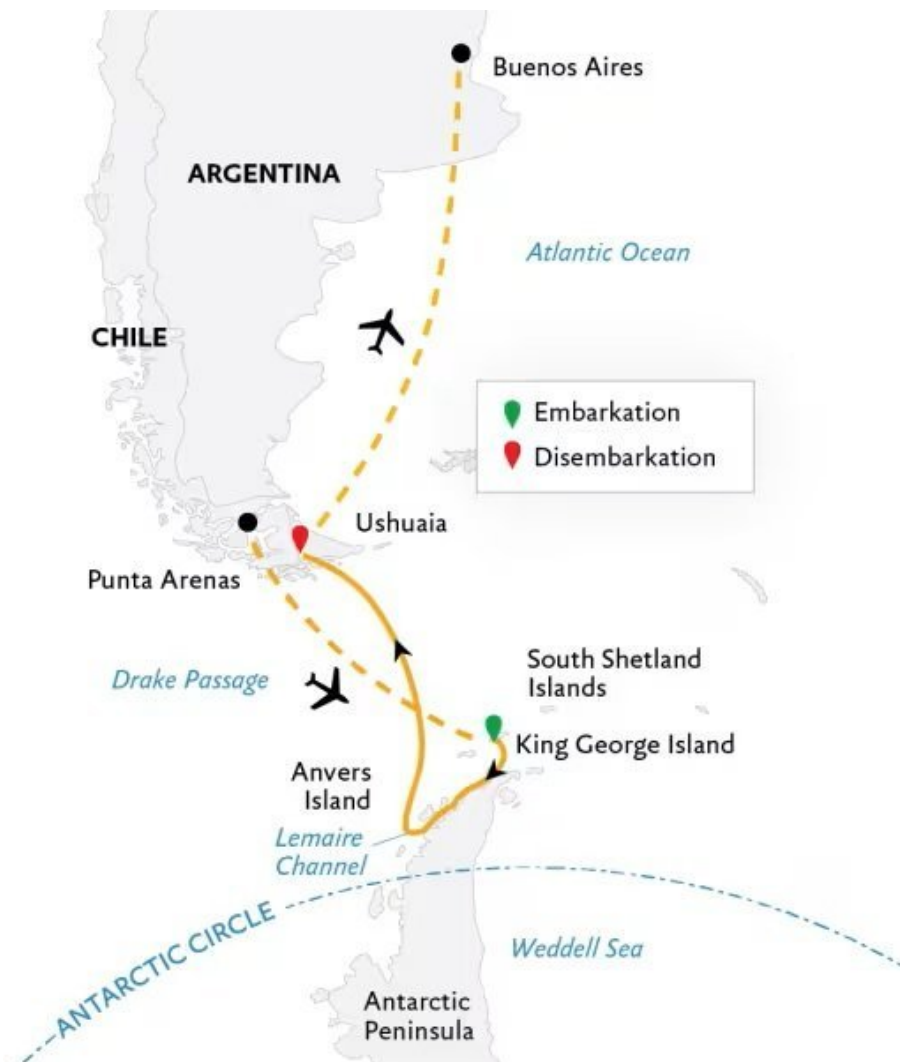 Buenos Aires
ARGENTINA
Atlantic Ocean
CHILE
Embarkation
Disembarkation
Ushuaia
Punta Arenas
South Shetland
Islands
Drake Passage
King George Island
Anvers
Island
Lemaire
Channel
ANTARCTIC CIRCLE
Weddell Sea
Antarctic
Peninsula